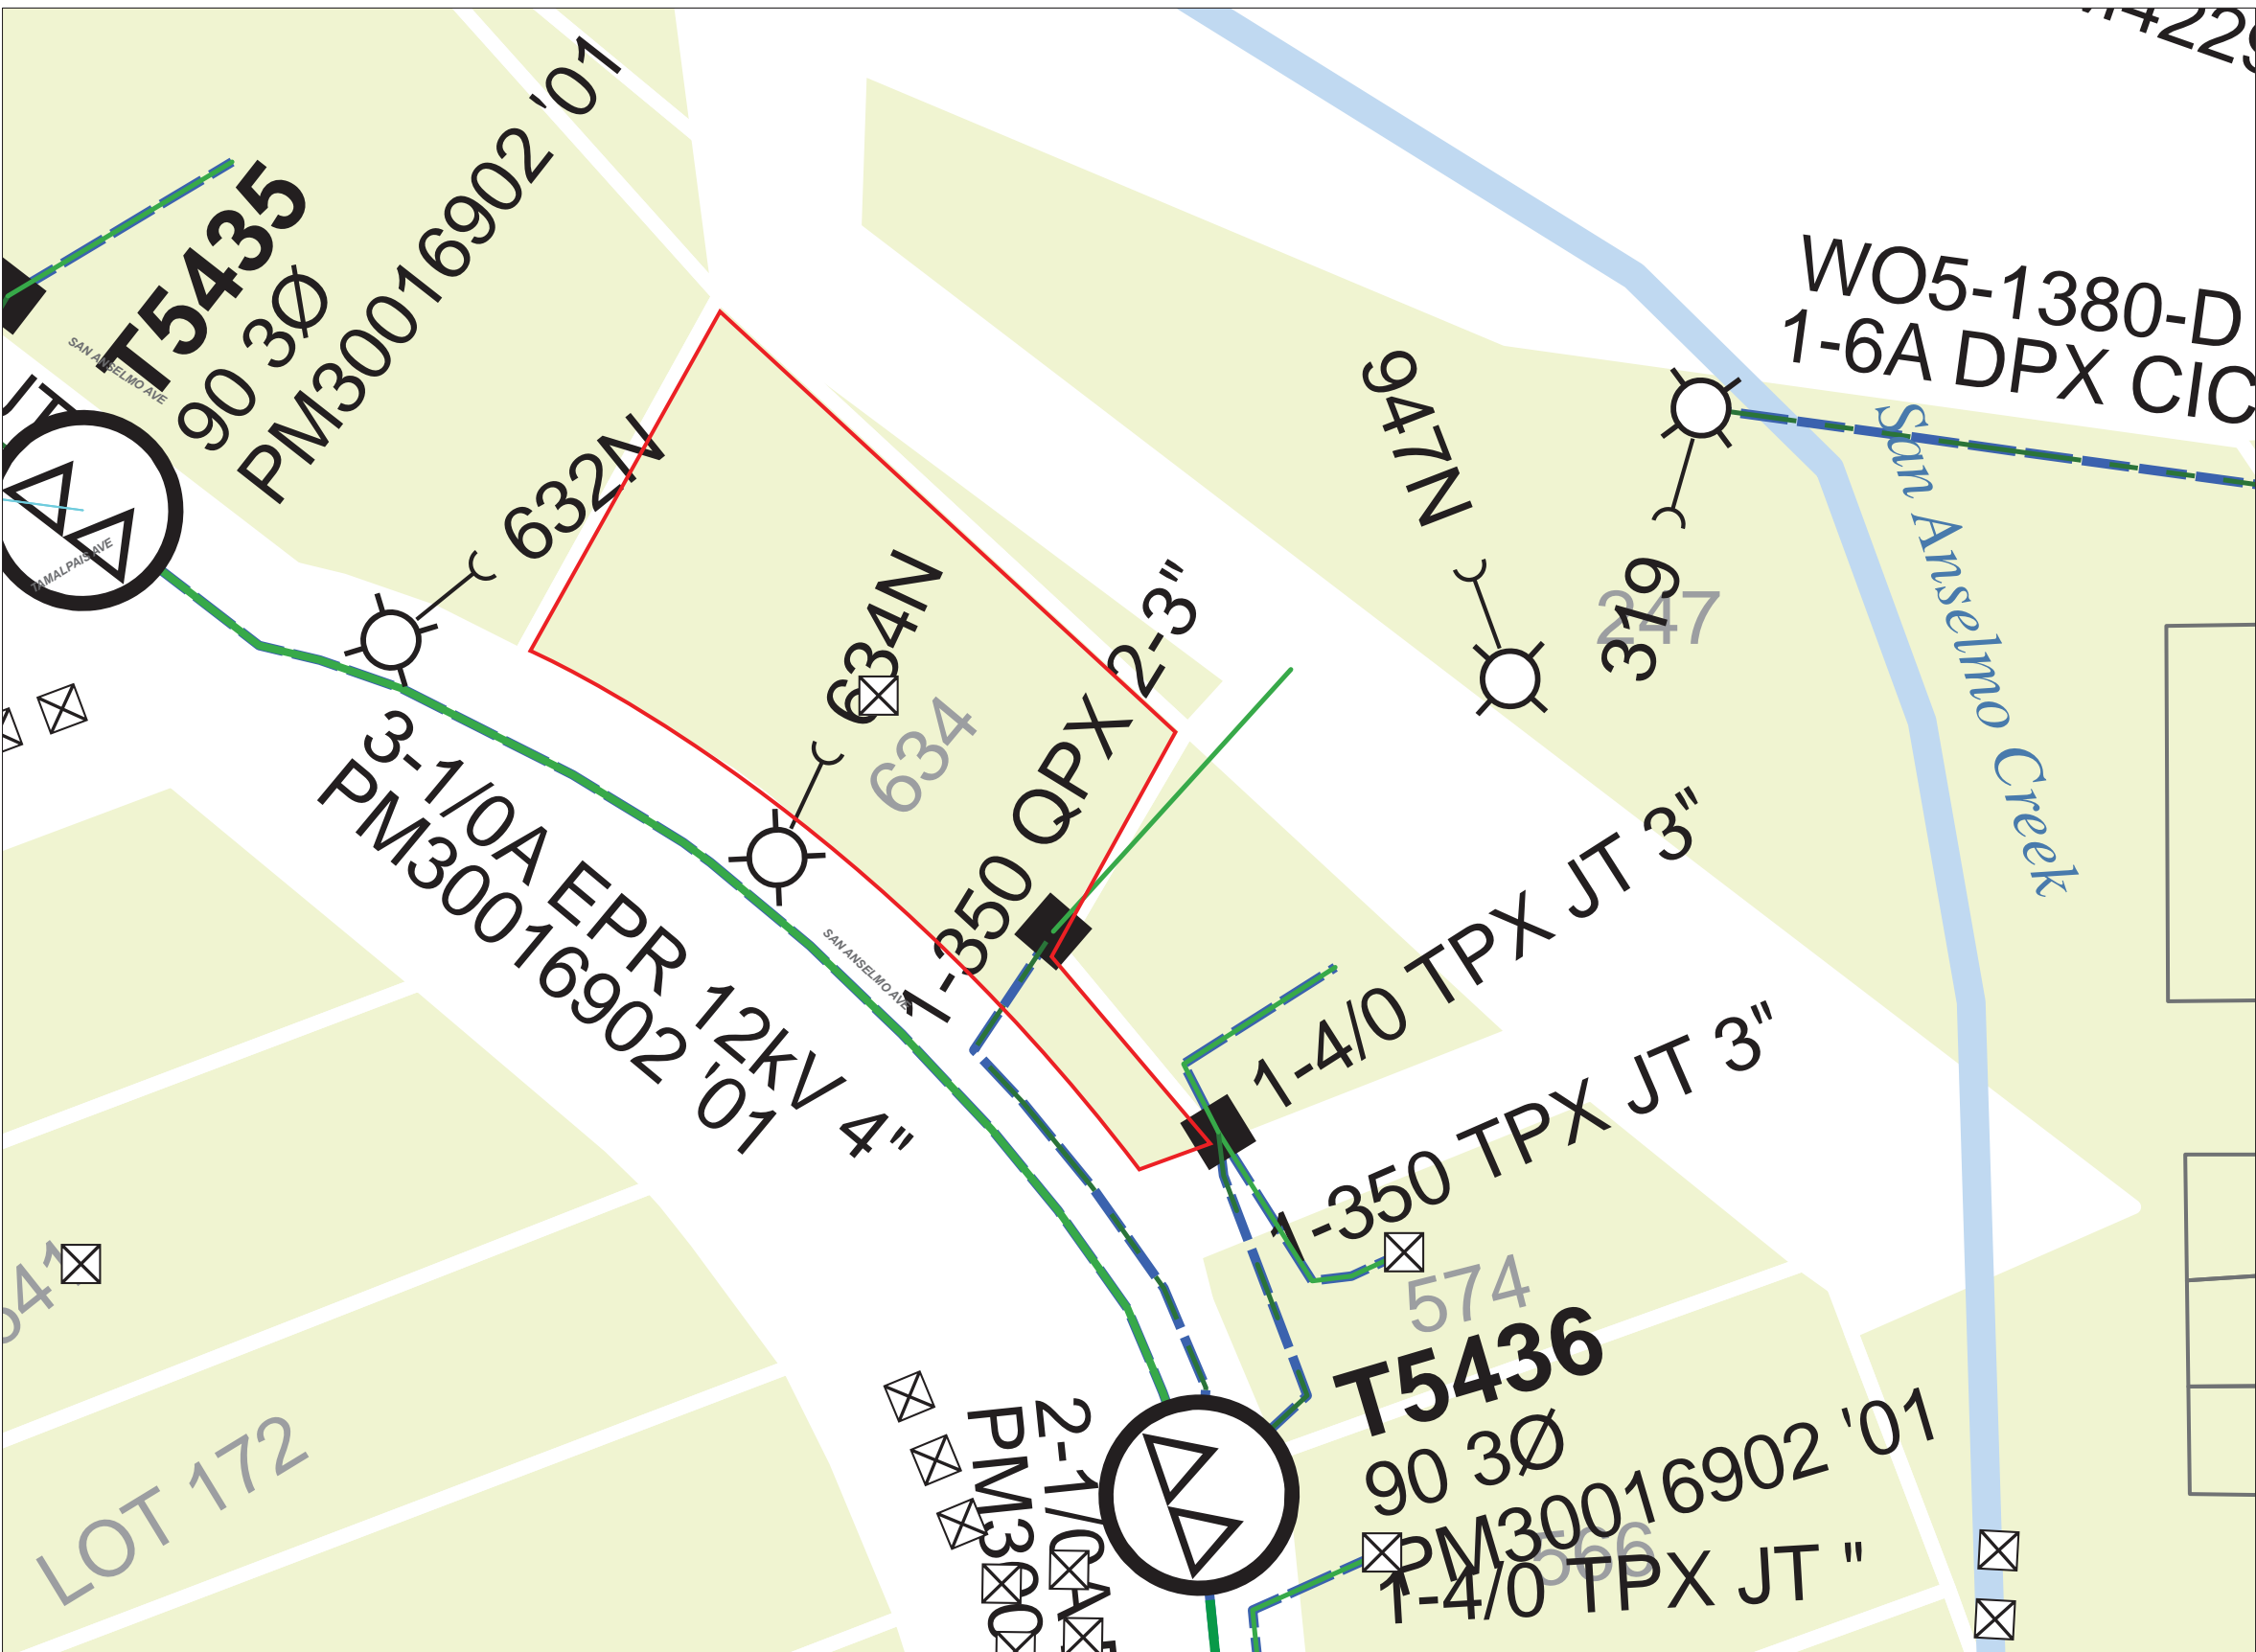 T5435
90 3Ø
PM30016902 '01
SAN ANSELMO AVE
TAMALPAIS AVE
632N
634N
634
1-350 QPX 2-3"
947N
319
247
WO5-1380-D
1-6A DPX CIC
San Anselmo Creek
3-1/0A EPR 12kV 4"
PM30016902 '01
SAN ANSELMO AVE
1-4/0 TPX JT 3"
1-350 TPX JT 3"
574
T5436
90 3Ø
PM30016902 '01
566
1-4/0 TPX JT "
LOT 172